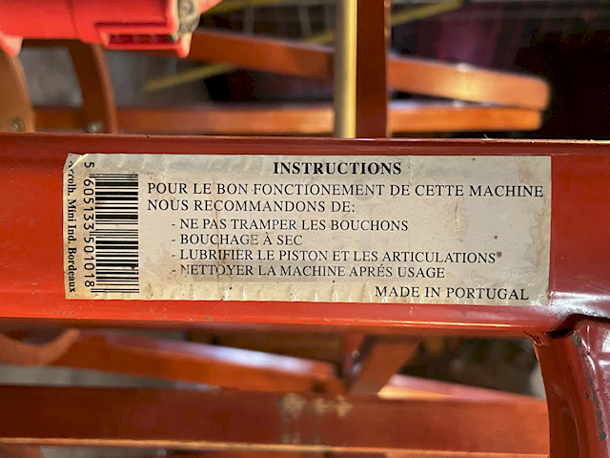 INSTRUCTIONS
POUR LE BON FONCTIONEMENT DE CETTE MACHINE
NOUS RECOMMANDONS DE:
- NE PAS TRAMPER LES BOUCHONS
- BOUCHAGE À SEC
- LUBRIFIER LE PISTON ET LES ARTICULATIONS
- NETTOYER LA MACHINE APRÉS USAGE
MADE IN PORTUGAL
5 605133 501018
Mini Ind. Bordeaux